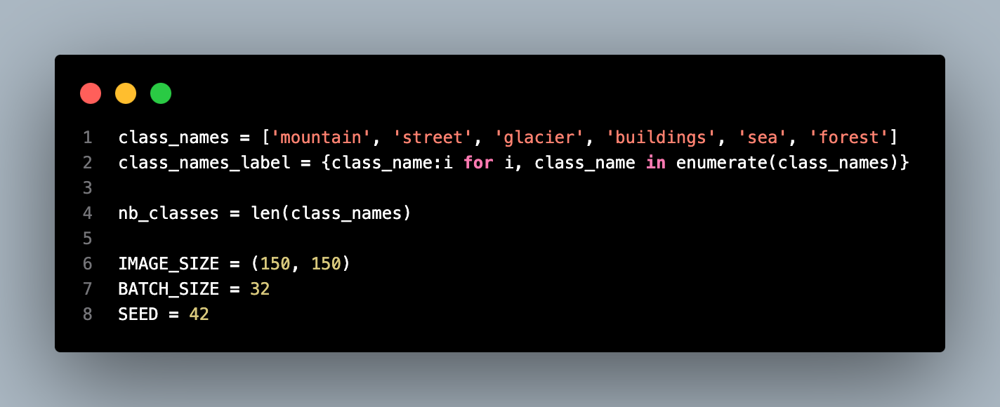 1 class_names = ['mountain', 'street', 'glacier', 'buildings', 'sea', 'forest']
2 class_names_label = {class_name:i for i, class_name in enumerate(class_names)}
3
4 nb_classes = len(class_names)
5
6 IMAGE_SIZE = (150, 150)
7 BATCH_SIZE = 32
8 SEED = 42